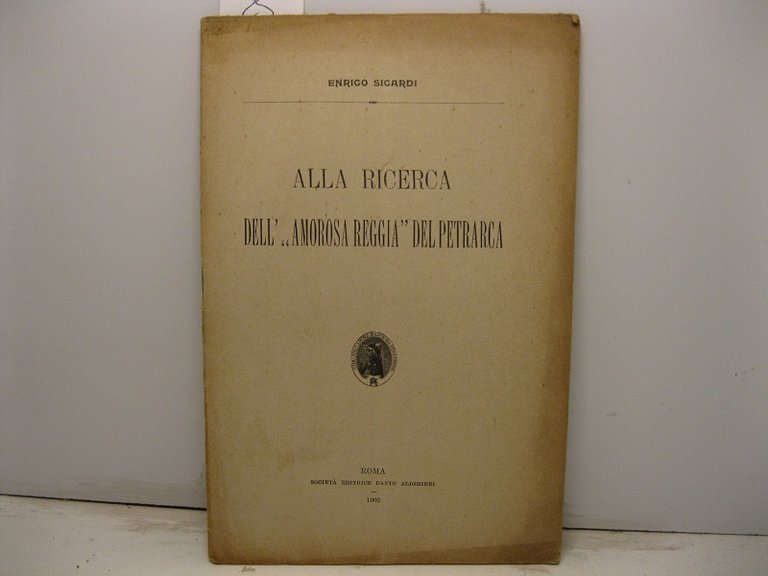 ENRICO SICARDI
ALLA RICERCA
DELL' „AMOROSA REGGIA" DEL PETRARCA
ROMA
SOCIETÀ EDITRICE DANTE ALIGHIERI
1902